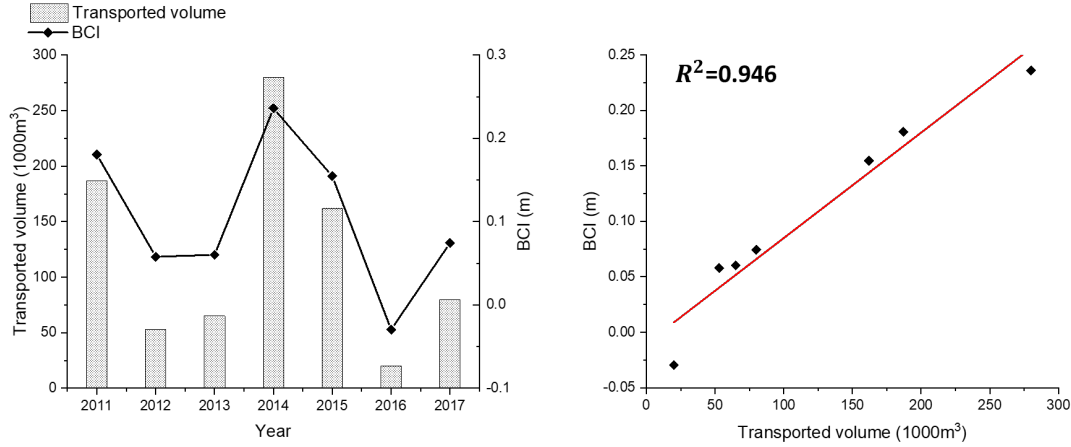 Transported volume
BCI
300
250
200
150
100
50
0
Transported volume (1000m³)
0.3
0.2
0.1
0.0
-0.1
BCI (m)
2011 2012 2013 2014 2015 2016 2017
Year
R²=0.946
0.25
0.20
0.15
0.10
0.05
0.00
-0.05
BCI (m)
0 50 100 150 200 250 300
Transported volume (1000m³)